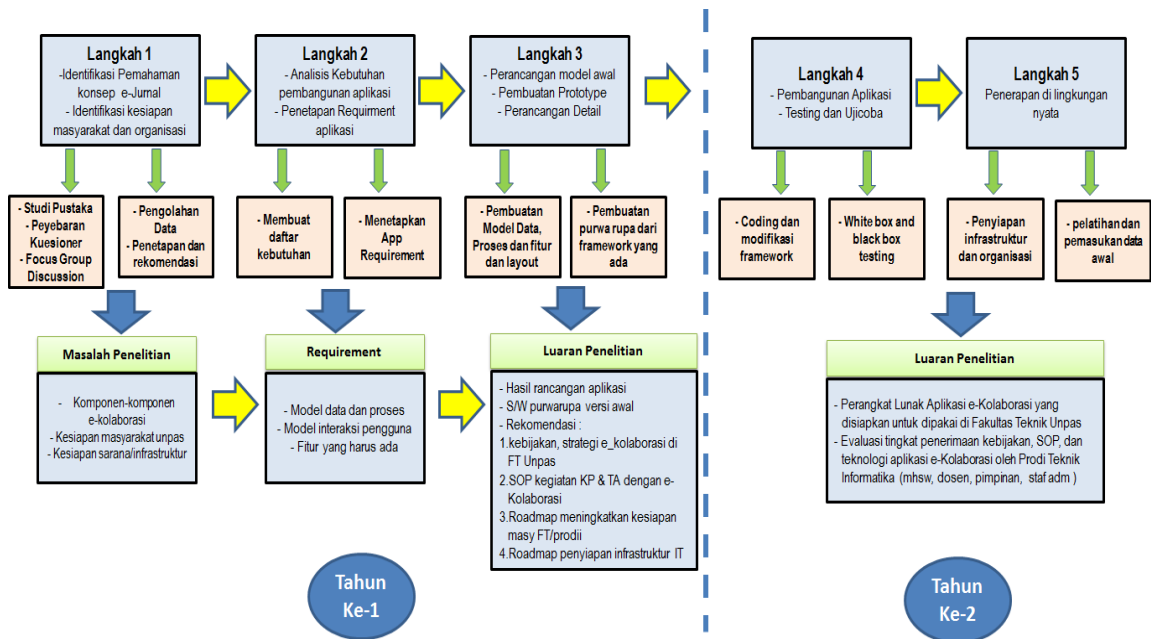 Langkah 1
-Identifikasi Pemahaman
konsep e-Jurnal
- Identifikasi kesiapan
masyarakat dan organisasi
Langkah 2
- Analisis Kebutuhan
pembangunan aplikasi
- Penetapan Requirment
aplikasi
Langkah 3
- Perancangan model awal
- Pembuatan Prototype
- Perancangan Detail
Langkah 4
- Pembangunan Aplikasi
- Testing dan Ujicoba
Langkah 5
Penerapan di lingkungan
nyata
- Studi Pustaka
- Peyebaran
Kuesioner
- Focus Group
Discussion
- Pengolahan
Data
- Penetapan dan
rekomendasi
- Membuat
daftar
kebutuhan
- Menetapkan
App
Requirement
- Pembuatan
Model Data,
Proses dan fitur
dan layout
- Pembuatan
purwa rupa dari
framework yang
ada
- Coding dan
modifikasi
framework
- White box and
black box
testing
- Penyiapan
infrastruktur
dan organisasi
- pelatihan dan
pemasukan data
awal
Masalah Penelitian
- Komponen-komponen
e-kolaborasi
- Kesiapan masyarakat unpas
- Kesiapan sarana/infrastruktur
Requirement
- Model data dan proses
- Model interaksi pengguna
- Fitur yang harus ada
Luaran Penelitian
- Hasil rancangan aplikasi
- S/W purwarupa versi awal
- Rekomendasi :
1.kebijakan, strategi e_kolaborasi di
FT Unpas
2.SOP kegiatan KP & TA dengan e-
Kolaborasi
3.Roadmap meningkatkan kesiapan
masy FT/prodii
4.Roadmap penyiapan infrastruktur IT
Luaran Penelitian
- Perangkat Lunak Aplikasi e-Kolaborasi yang
disiapkan untuk dipakai di Fakultas Teknik Unpas
- Evaluasi tingkat penerimaan kebijakan, SOP, dan
teknologi aplikasi e-Kolaborasi oleh Prodi Teknik
Informatika (mhsw, dosen, pimpinan, staf adm )
Tahun
Ke-1
Tahun
Ke-2